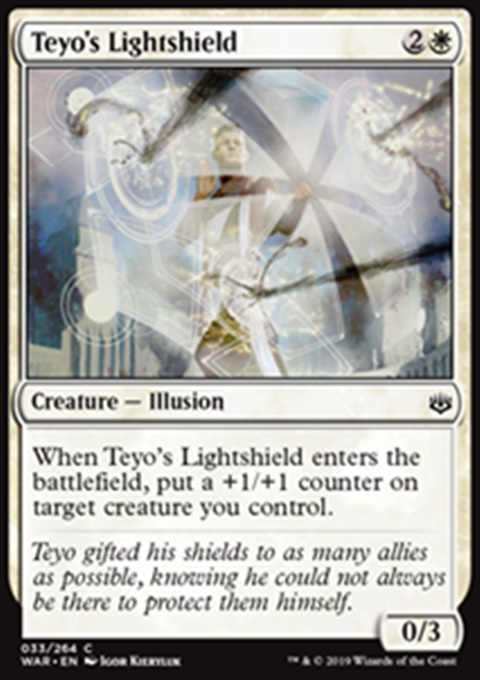 Teyo's Lightshield 2
Creature — Illusion
When Teyo's Lightshield enters the
battlefield, put a +1/+1 counter on
target creature you control.
Teyo gifted his shields to as many allies
as possible, knowing he could not always
be there to protect them himself.
0/3
033/264 C
WAR • EN Igor Kieryluk
™ & © 2019 Wizards of the Coast